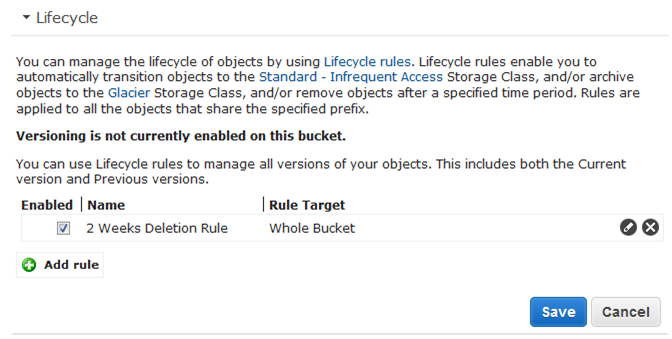 Lifecycle
You can manage the lifecycle of objects by using Lifecycle rules. Lifecycle rules enable you to
automatically transition objects to the Standard - Infrequent Access Storage Class, and/or archive
objects to the Glacier Storage Class, and/or remove objects after a specified time period. Rules are
applied to all the objects that share the specified prefix.
Versioning is not currently enabled on this bucket.
You can use Lifecycle rules to manage all versions of your objects. This includes both the Current
version and Previous versions.
Enabled Name Rule Target
2 Weeks Deletion Rule Whole Bucket
Add rule
Save Cancel